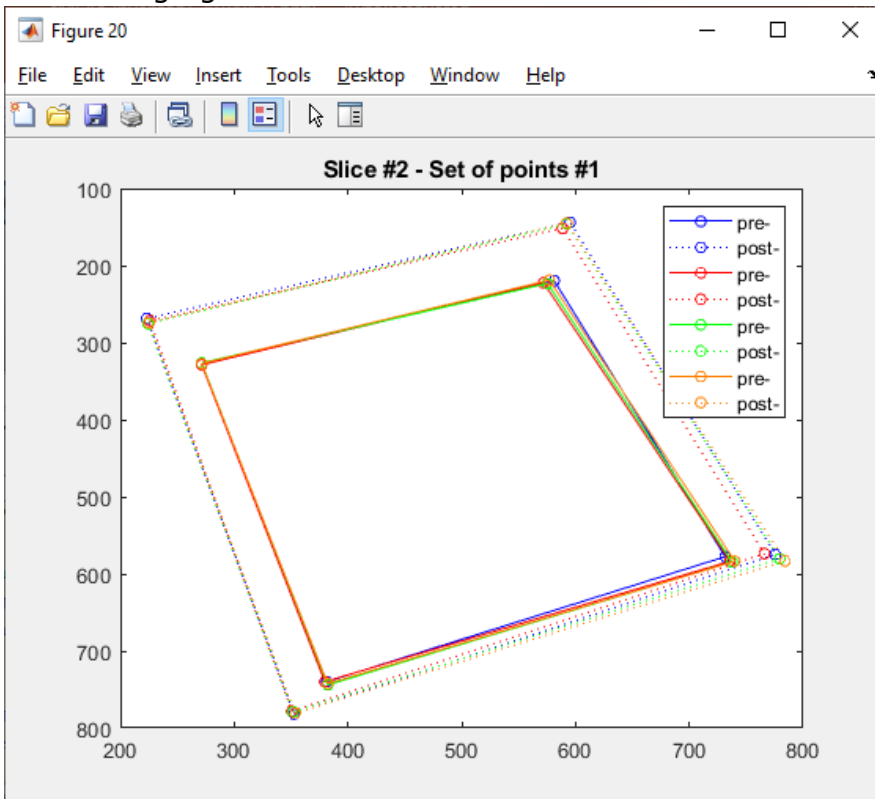 Figure 20
File Edit View Insert Tools Desktop Window Help
Slice #2 - Set of points #1
100
200
300
400
500
600
700
800
200 300 400 500 600 700 800
pre-
post-
pre-
post-
pre-
post-
pre-
post-